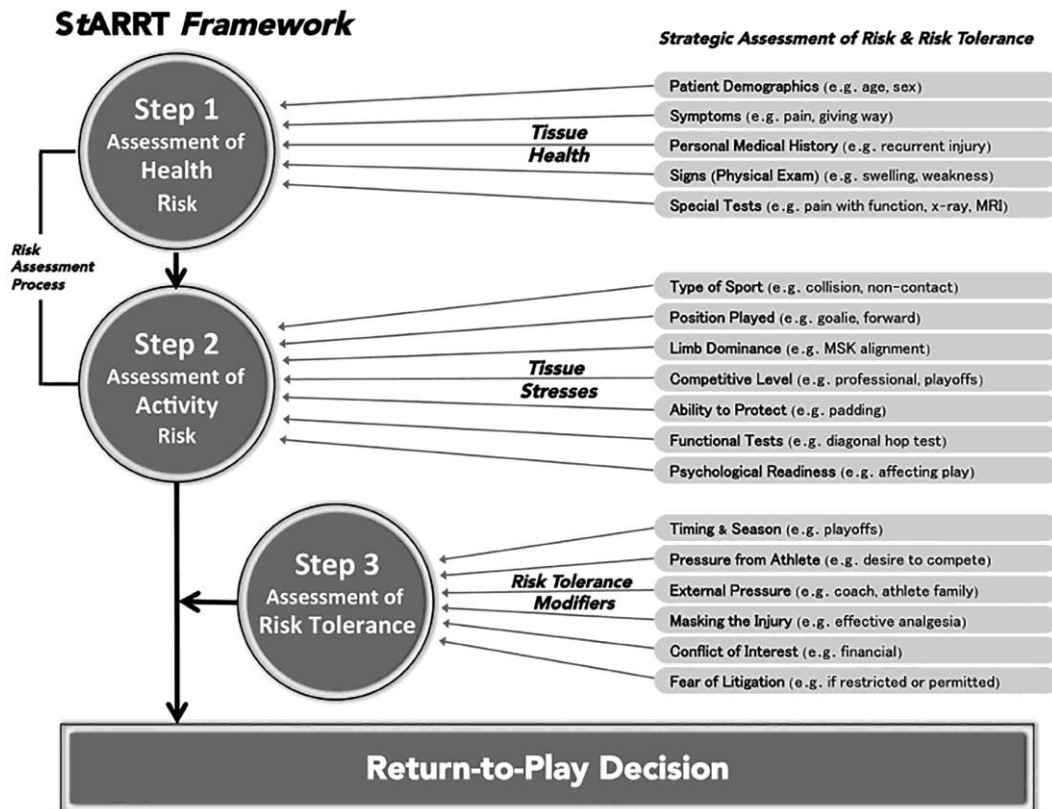 StARRT Framework
Strategic Assessment of Risk & Risk Tolerance
Step 1
Assessment of
Health
Risk
Tissue
Health
Patient Demographics (e.g. age, sex)
Symptoms (e.g. pain, giving way)
Personal Medical History (e.g. recurrent injury)
Signs (Physical Exam) (e.g. swelling, weakness)
Special Tests (e.g. pain with function, x-ray, MRI)
Risk
Assessment
Process
Step 2
Assessment of
Activity
Risk
Tissue
Stresses
Type of Sport (e.g. collision, non-contact)
Position Played (e.g. goalie, forward)
Limb Dominance (e.g. MSK alignment)
Competitive Level (e.g. professional, playoffs)
Ability to Protect (e.g. padding)
Functional Tests (e.g. diagonal hop test)
Psychological Readiness (e.g. affecting play)
Step 3
Assessment of
Risk Tolerance
Risk Tolerance
Modifiers
Timing & Season (e.g. playoffs)
Pressure from Athlete (e.g. desire to compete)
External Pressure (e.g. coach, athlete family)
Masking the Injury (e.g. effective analgesia)
Conflict of Interest (e.g. financial)
Fear of Litigation (e.g. if restricted or permitted)
Return-to-Play Decision